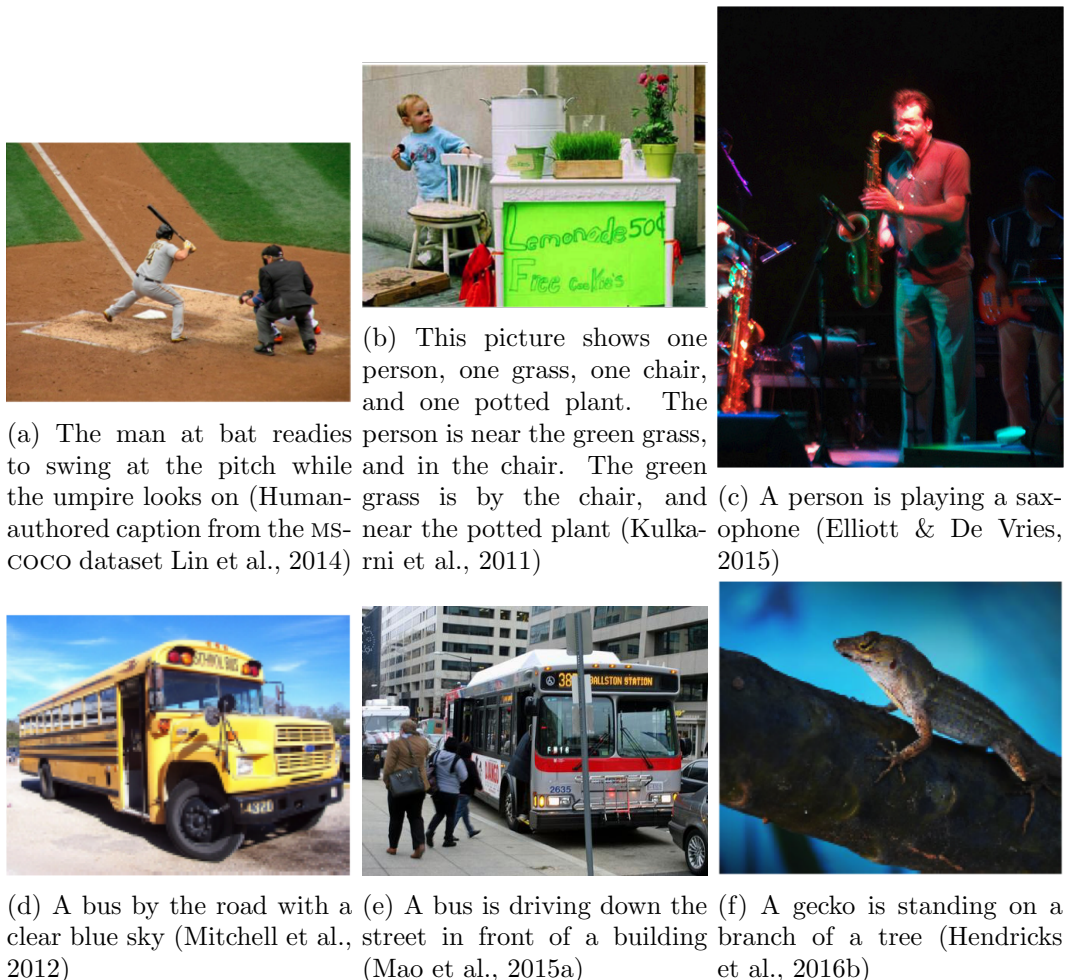 Lemonade 50¢
Free cookie's
(a) The man at bat readies
to swing at the pitch while
the umpire looks on (Human-
authored caption from the MS-
COCO dataset Lin et al., 2014)
(b) This picture shows one
person, one grass, one chair,
and one potted plant. The
person is near the green grass,
and in the chair. The green
grass is by the chair, and
near the potted plant (Kulka-
rni et al., 2011)
(c) A person is playing a sax-
ophone (Elliott & De Vries,
2015)
SCHOOL BUS
4320
(d) A bus by the road with a
clear blue sky (Mitchell et al.,
2012)
38
BALLSTON STATION
2635
(e) A bus is driving down the
street in front of a building
(Mao et al., 2015a)
(f) A gecko is standing on a
branch of a tree (Hendricks
et al., 2016b)